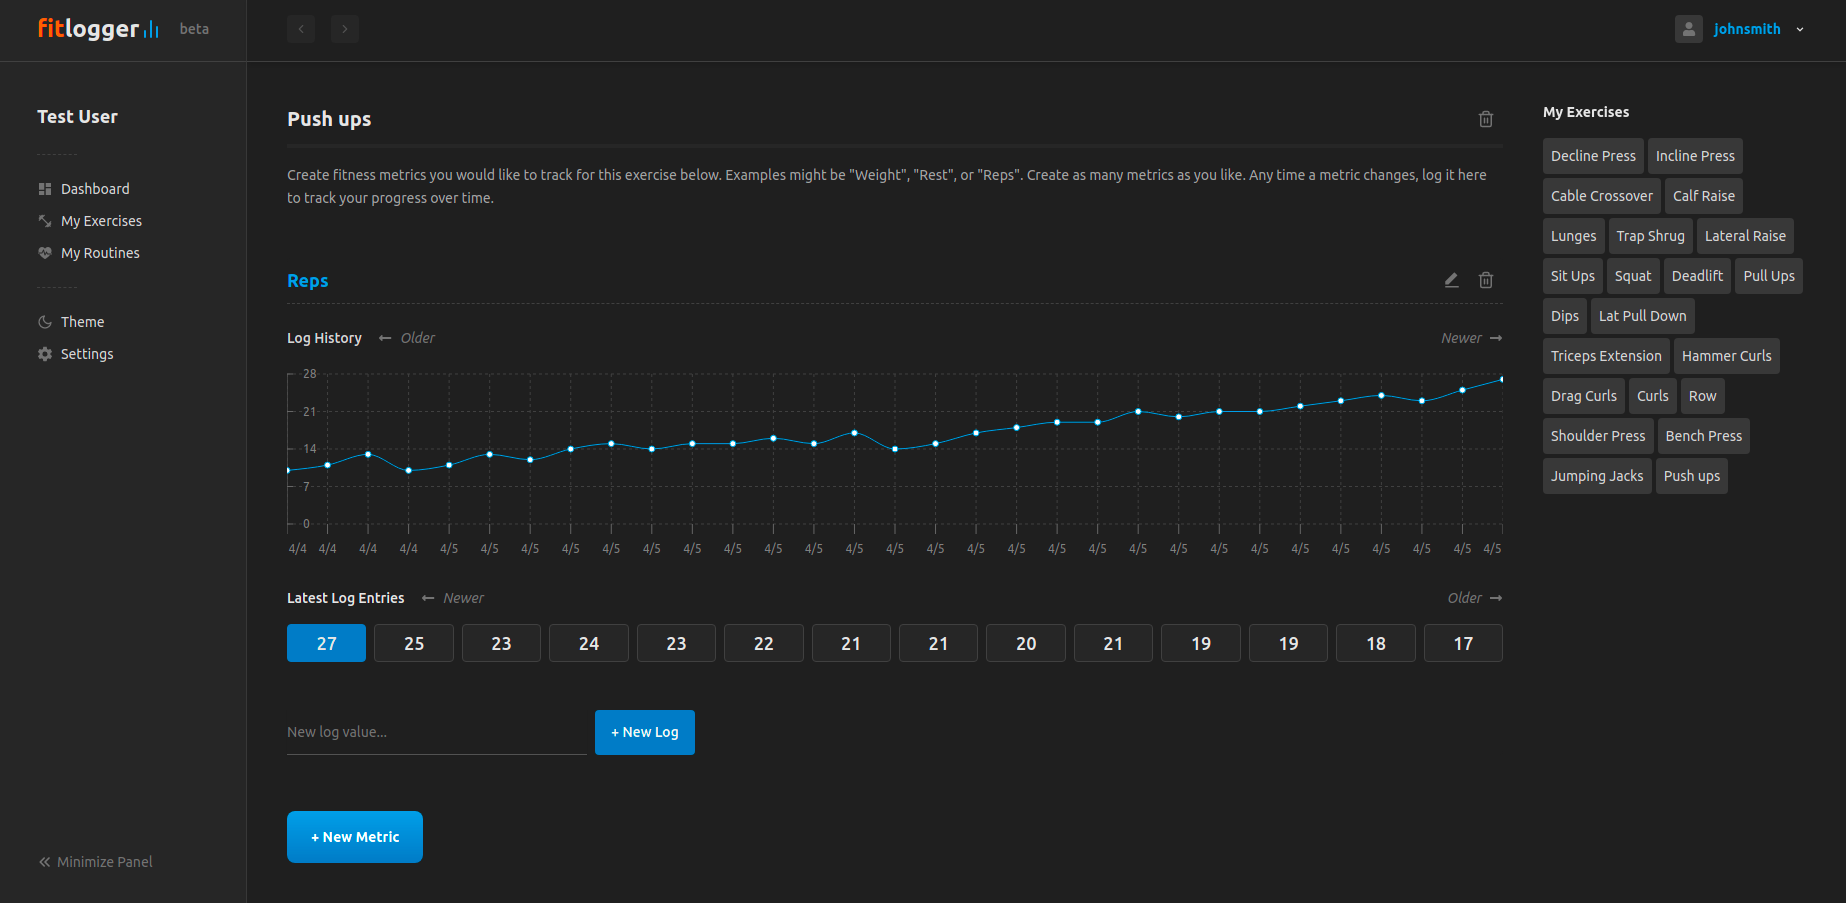 fitlogger beta
johnsmith
Test User
Dashboard
My Exercises
My Routines
Theme
Settings
Minimize Panel
Push ups
Create fitness metrics you would like to track for this exercise below. Examples might be "Weight", "Rest", or "Reps". Create as many metrics as you like. Any time a metric changes, log it here
to track your progress over time.
Reps
Log History ← Older Newer →
28
21
14
7
0
4/4 4/4 4/4 4/4 4/5 4/5 4/5 4/5 4/5 4/5 4/5 4/5 4/5 4/5 4/5 4/5 4/5 4/5 4/5 4/5 4/5 4/5 4/5 4/5 4/5 4/5 4/5 4/5 4/5 4/5 4/5
Latest Log Entries ← Newer Older →
27 25 23 24 23 22 21 21 20 21 19 19 18 17
New log value... + New Log
+ New Metric
My Exercises
Decline Press Incline Press
Cable Crossover Calf Raise
Lunges Trap Shrug Lateral Raise
Sit Ups Squat Deadlift Pull Ups
Dips Lat Pull Down
Triceps Extension Hammer Curls
Drag Curls Curls Row
Shoulder Press Bench Press
Jumping Jacks Push ups